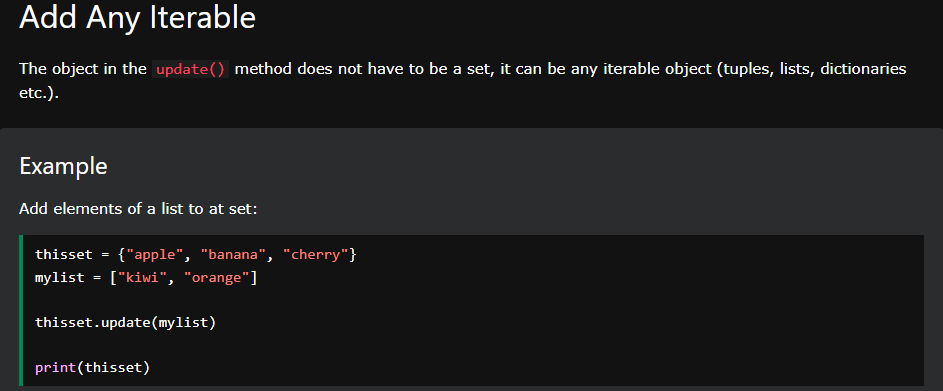 Add Any Iterable
The object in the update() method does not have to be a set, it can be any iterable object (tuples, lists, dictionaries
etc.).
Example
Add elements of a list to at set:
thisset = {"apple", "banana", "cherry"}
mylist = ["kiwi", "orange"]
thisset.update(mylist)
print(thisset)